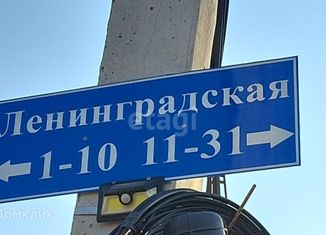 Ленинградская
etagi
← 1-10 11-31 →
домклик